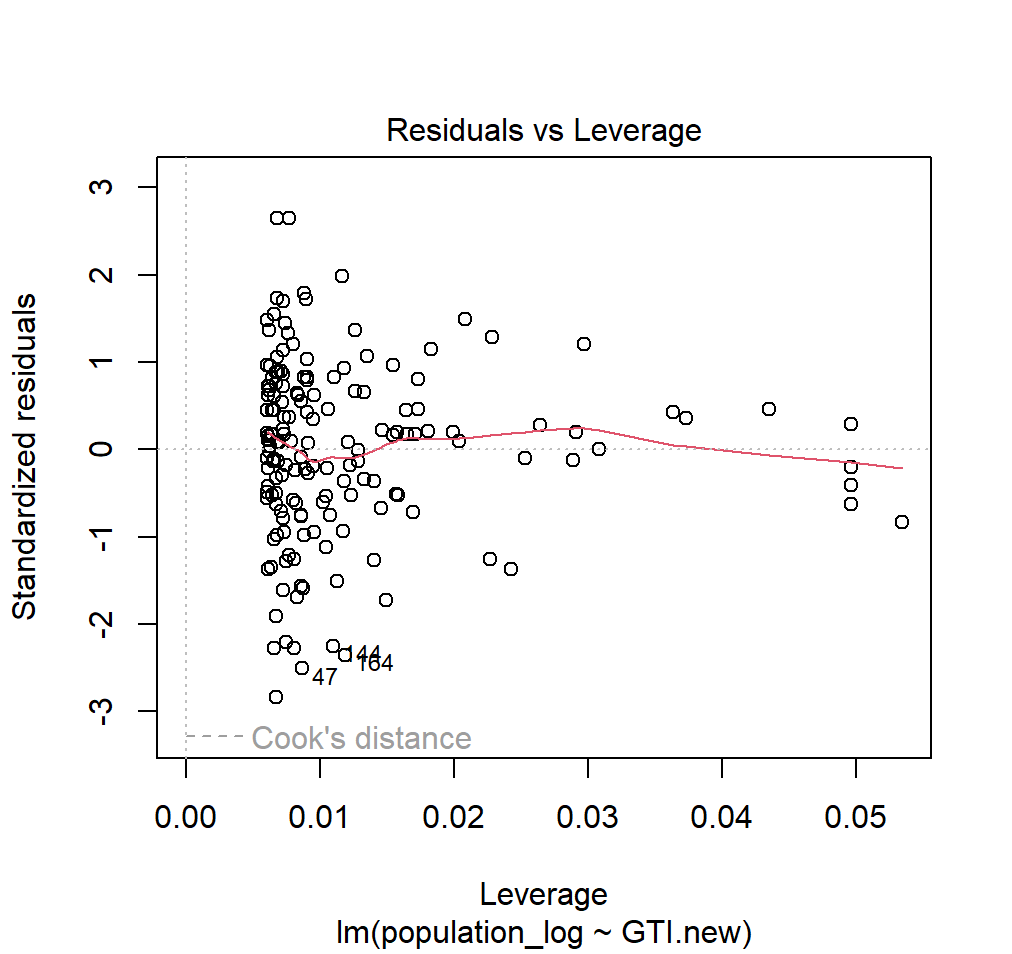 Residuals vs Leverage
Standardized residuals
3
2
1
0
-1
-2
-3
144
164
47
Cook's distance
0.00 0.01 0.02 0.03 0.04 0.05
Leverage
lm(population_log ~ GTI.new)